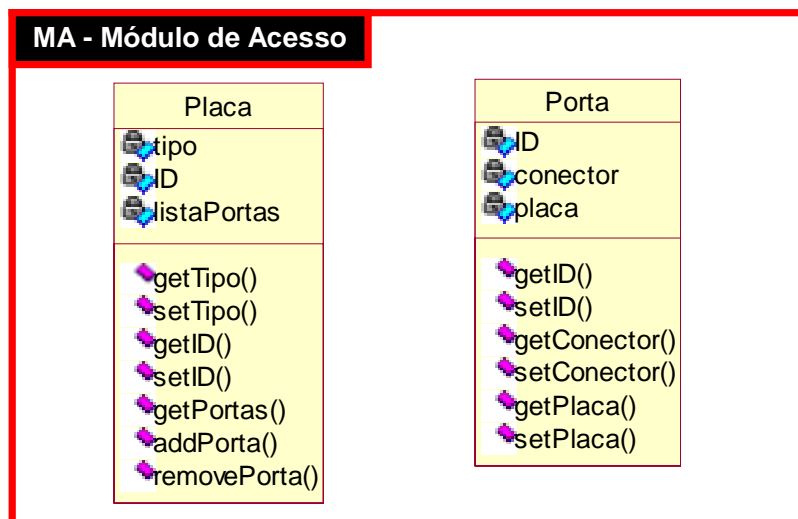 MA - Módulo de Acesso
Placa
tipo
ID
listaPortas
getTipo()
setTipo()
getID()
setID()
getPortas()
addPorta()
removePorta()
Porta
ID
conector
placa
getID()
setID()
getConector()
setConector()
getPlaca()
setPlaca()